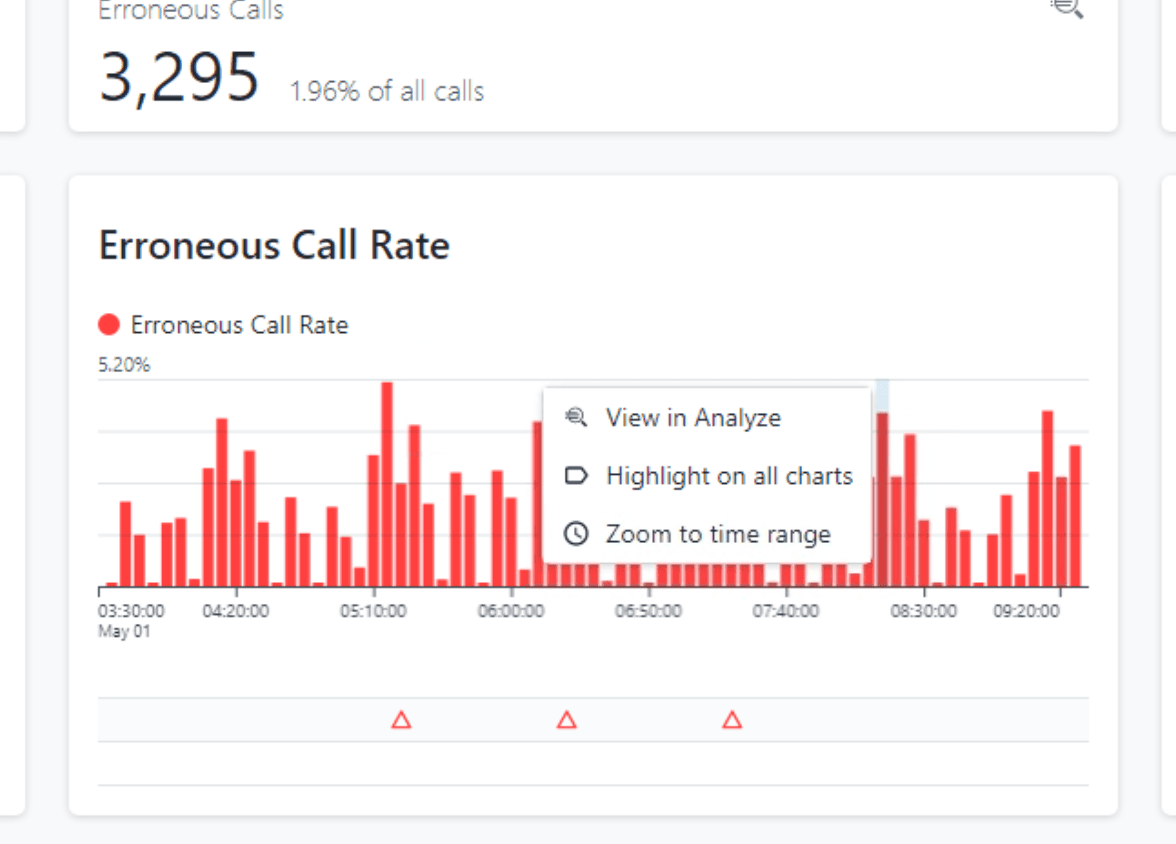 Erroneous Calls
3,295 1.96% of all calls
Erroneous Call Rate
Erroneous Call Rate
5.20%
View in Analyze
Highlight on all charts
Zoom to time range
03:30:00 04:20:00 05:10:00 06:00:00 06:50:00 07:40:00 08:30:00 09:20:00
May 01